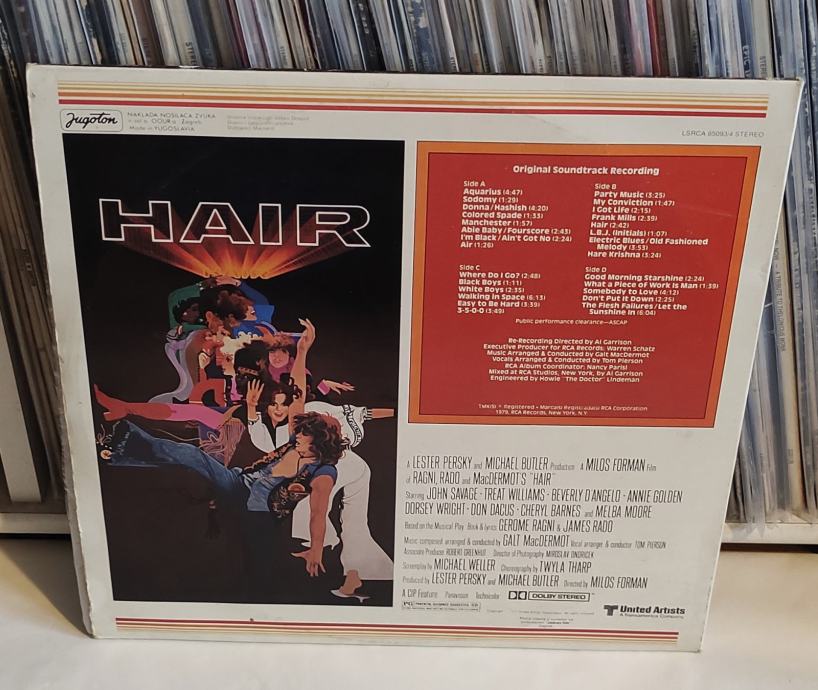 Jugoton
NAKLADA NOSILACA ZVUKA
OOUR Zagreb
Made in YUGOSLAVIA
LSRCA 85093/4 STEREO
HAIR
Original Soundtrack Recording
Side A
Aquarius (4:47)
Sodomy (1:29)
Donna/Hashish (4:20)
Colored Spade (1:33)
Manchester (1:57)
Abie Baby/Fourscore (2:43)
I'm Black/Ain't Got No (2:24)
Air (1:26)
Side B
Party Music (3:25)
My Conviction (1:47)
I Got Life (2:15)
Frank Mills (2:39)
Hair (2:42)
L.B.J. (Initials) (1:07)
Electric Blues/Old Fashioned
Melody (3:53)
Hare Krishna (3:24)
Side C
Where Do I Go? (2:48)
Black Boys (1:11)
White Boys (2:35)
Walking in Space (6:13)
Easy to Be Hard (3:39)
3-5-0-0 (3:49)
Side D
Good Morning Starshine (2:24)
What a Piece of Work Is Man (1:39)
Somebody to Love (4:12)
Don't Put It Down (2:25)
The Flesh Failures/Let the
Sunshine In (6:04)
Public performance clearance—ASCAP
Re-Recording Directed by Al Garrison
Executive Producer for RCA Records: Warren Schatz
Music Arranged & Conducted by Galt MacDermot
Vocals Arranged & Conducted by Tom Pierson
RCA Album Coordinator: Nancy Parisi
Mixed at RCA Studios, New York, by Al Garrison
Engineered by Howie "The Doctor" Lindeman
TMK(S) ® Registered • Marca(s) Registrada(s) RCA Corporation
1979, RCA Records, New York, N.Y.
A LESTER PERSKY and MICHAEL BUTLER Production A MILOS FORMAN Film
of RAGNI, RADO and MacDERMOT'S "HAIR"
Starring JOHN SAVAGE · TREAT WILLIAMS · BEVERLY D'ANGELO · ANNIE GOLDEN
DORSEY WRIGHT · DON DACUS · CHERYL BARNES and MELBA MOORE
Based on the Musical Play Book & lyrics GEROME RAGNI & JAMES RADO
Music composed arranged & conducted by GALT MacDERMOT Vocal arranger & conductor TOM PIERSON
Associate Producer ROBERT GREENHUT Director of Photography MIROSLAV ONDRICEK
Screenplay by MICHAEL WELLER Choreography by TWYLA THARP
Produced by LESTER PERSKY and MICHAEL BUTLER Directed by MILOS FORMAN
A CIP Feature Panavision Technicolor DOLBY STEREO
PG PARENTAL GUIDANCE SUGGESTED
United Artists
A Transamerica Company